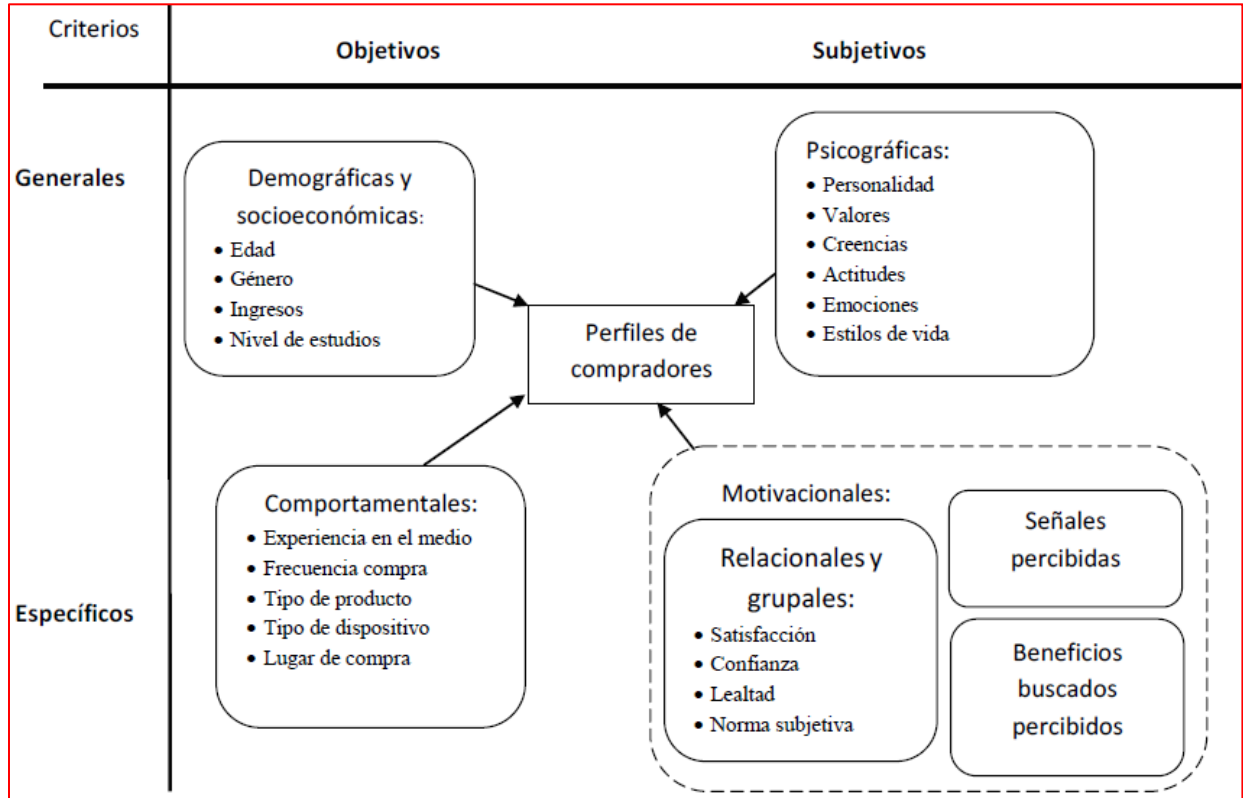 Criterios
Objetivos
Subjetivos
Generales
Demográficas y
socioeconómicas:
• Edad
• Género
• Ingresos
• Nivel de estudios
Psicográficas:
• Personalidad
• Valores
• Creencias
• Actitudes
• Emociones
• Estilos de vida
Perfiles de
compradores
Específicos
Comportamentales:
• Experiencia en el medio
• Frecuencia compra
• Tipo de producto
• Tipo de dispositivo
• Lugar de compra
Motivacionales:
Relacionales y
grupales:
• Satisfacción
• Confianza
• Lealtad
• Norma subjetiva
Señales
percibidas
Beneficios
buscados
percibidos